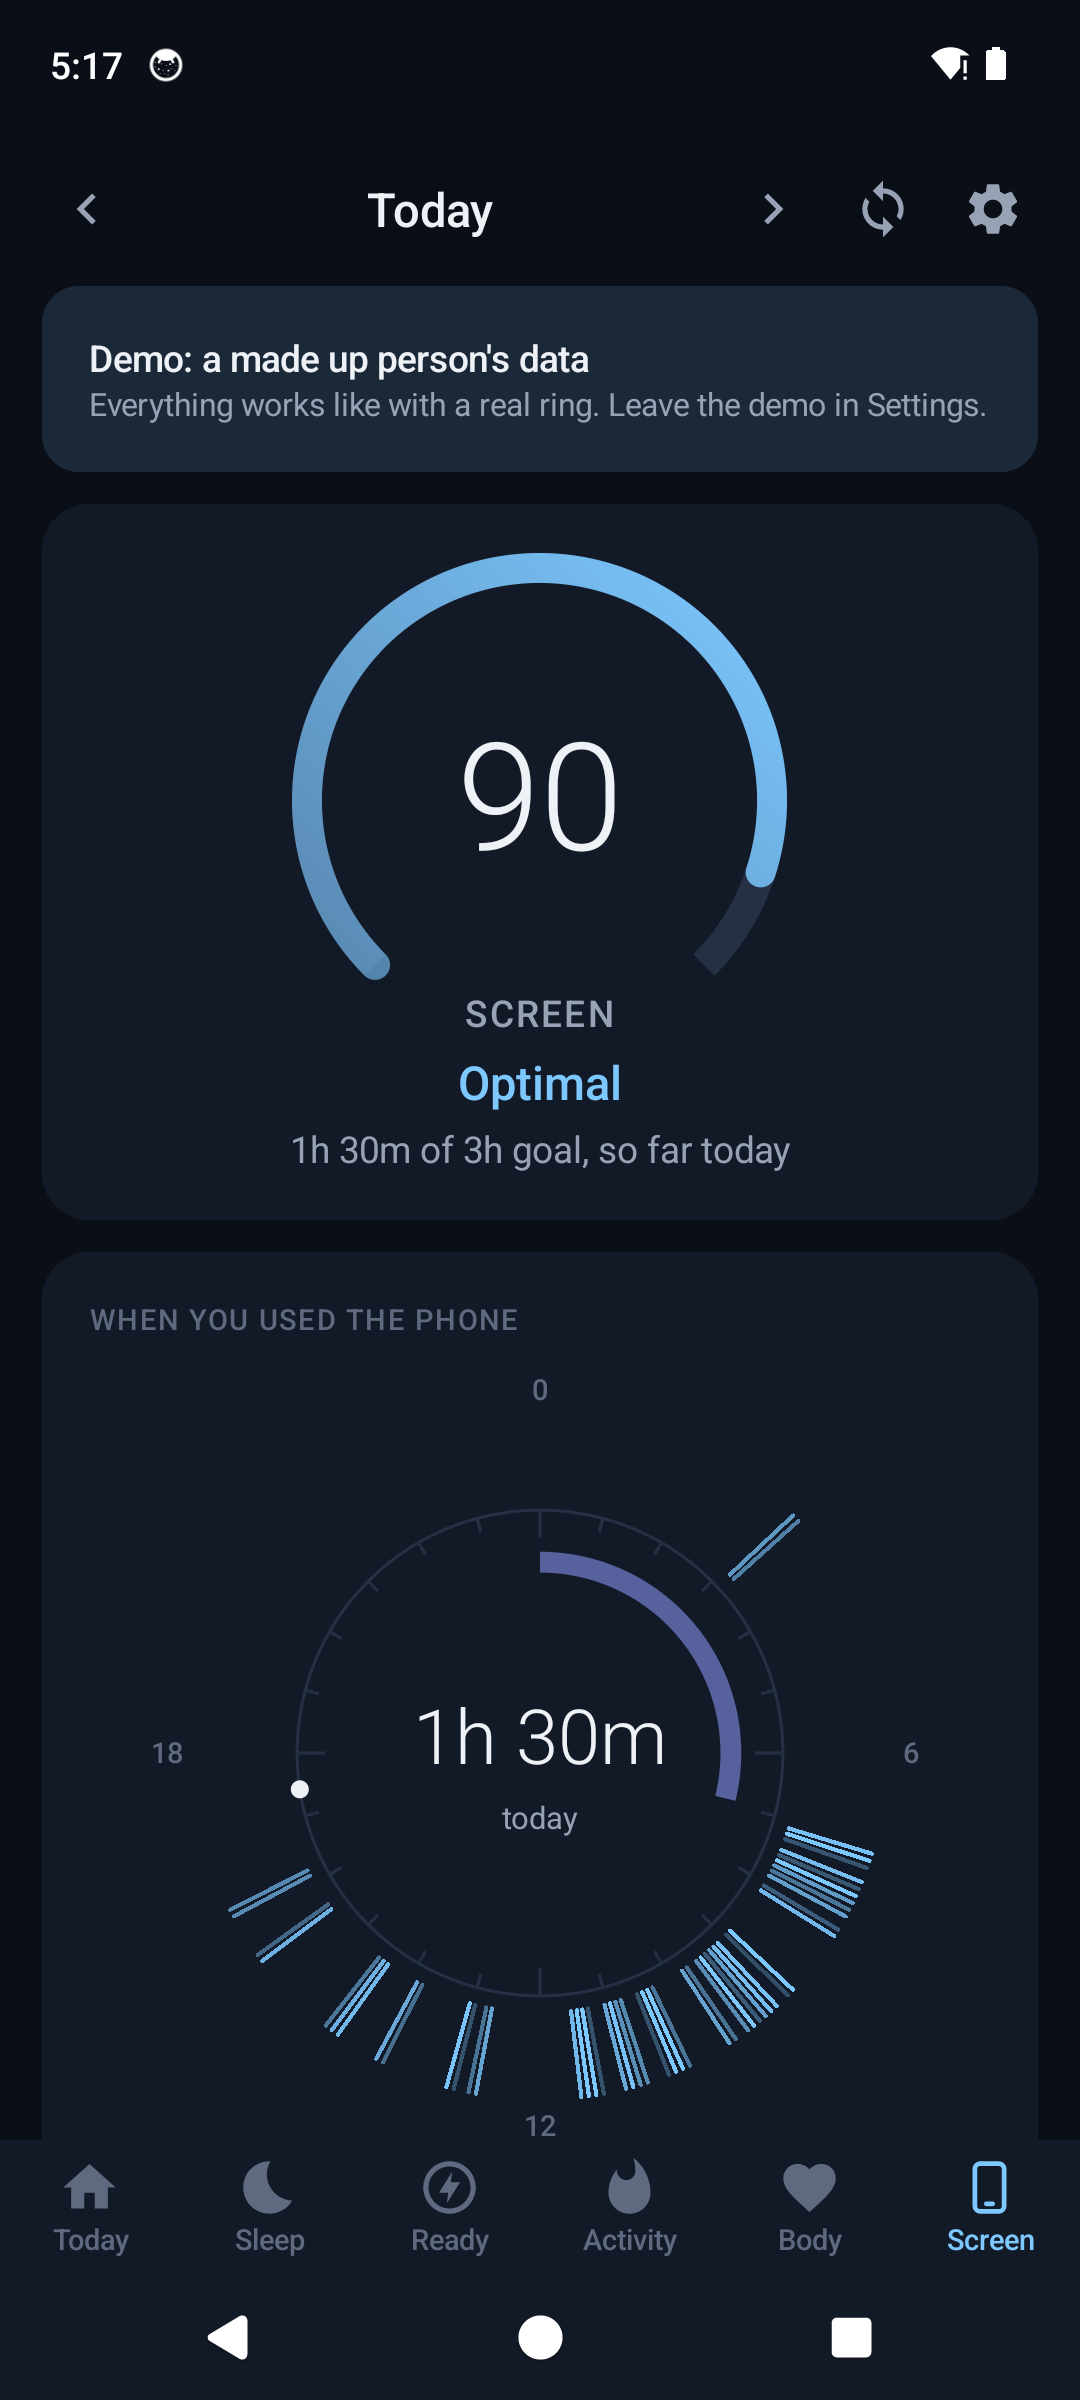 5:17
Today
Demo: a made up person's data
Everything works like with a real ring. Leave the demo in Settings.
90
SCREEN
Optimal
1h 30m of 3h goal, so far today
WHEN YOU USED THE PHONE
0
18
6
1h 30m
today
12
Today
Sleep
Ready
Activity
Body
Screen